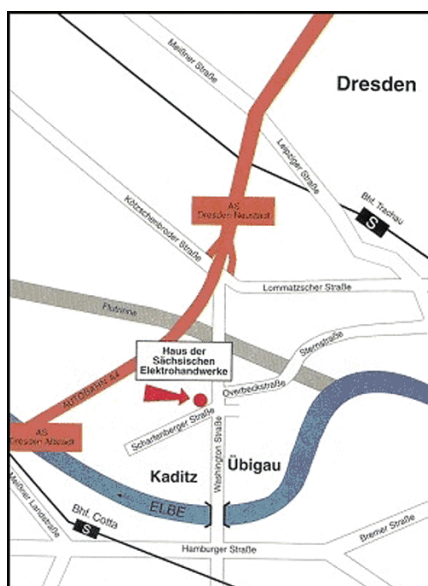 Meißner Straße
Dresden
Leipziger Straße
Bhf. Trachau
S
Kötzschenbroder Straße
AS
Dresden Neustadt
Lommatzscher Straße
Flutrinne
Sternstraße
Haus der
Sächsischen
Elektrohandwerke
AUTOBAHN A4
Overbeckstraße
Scharfenberger Straße
AS
Dresden Altstadt
Washington Straße
Kaditz
Übigau
Meißner Landstraße
Bhf. Cotta
S
ELBE
Hamburger Straße
Bremer Straße